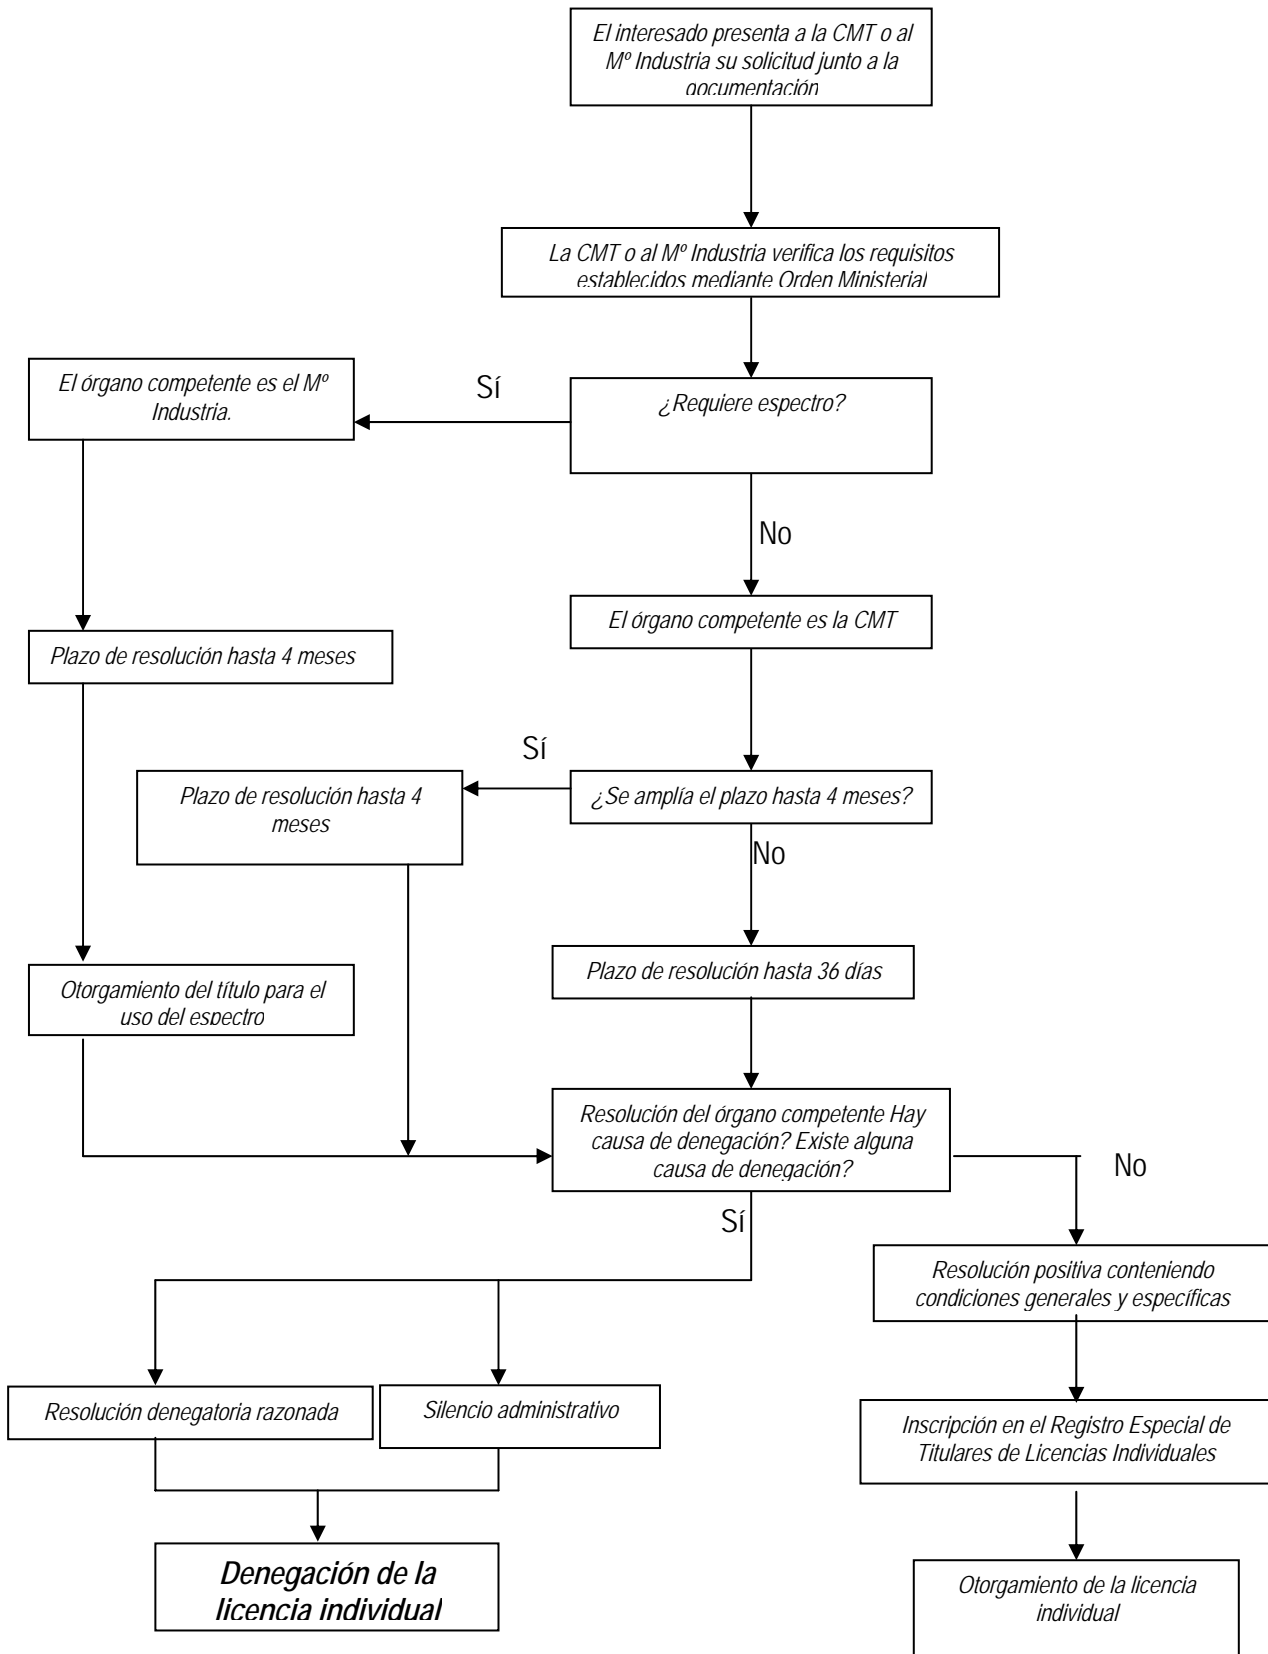 El interesado presenta a la CMT o al
Mº Industria su solicitud junto a la
documentación
La CMT o al Mº Industria verifica los requisitos
establecidos mediante Orden Ministerial
El órgano competente es el Mº
Industria.
Sí
¿Requiere espectro?
No
El órgano competente es la CMT
Plazo de resolución hasta 4 meses
Sí
Plazo de resolución hasta 4
meses
¿Se amplía el plazo hasta 4 meses?
No
Plazo de resolución hasta 36 días
Otorgamiento del título para el
uso del espectro
Resolución del órgano competente Hay
causa de denegación? Existe alguna
causa de denegación?
No
Sí
Resolución positiva conteniendo
condiciones generales y específicas
Resolución denegatoria razonada
Silencio administrativo
Inscripción en el Registro Especial de
Titulares de Licencias Individuales
Denegación de la
licencia individual
Otorgamiento de la licencia
individual